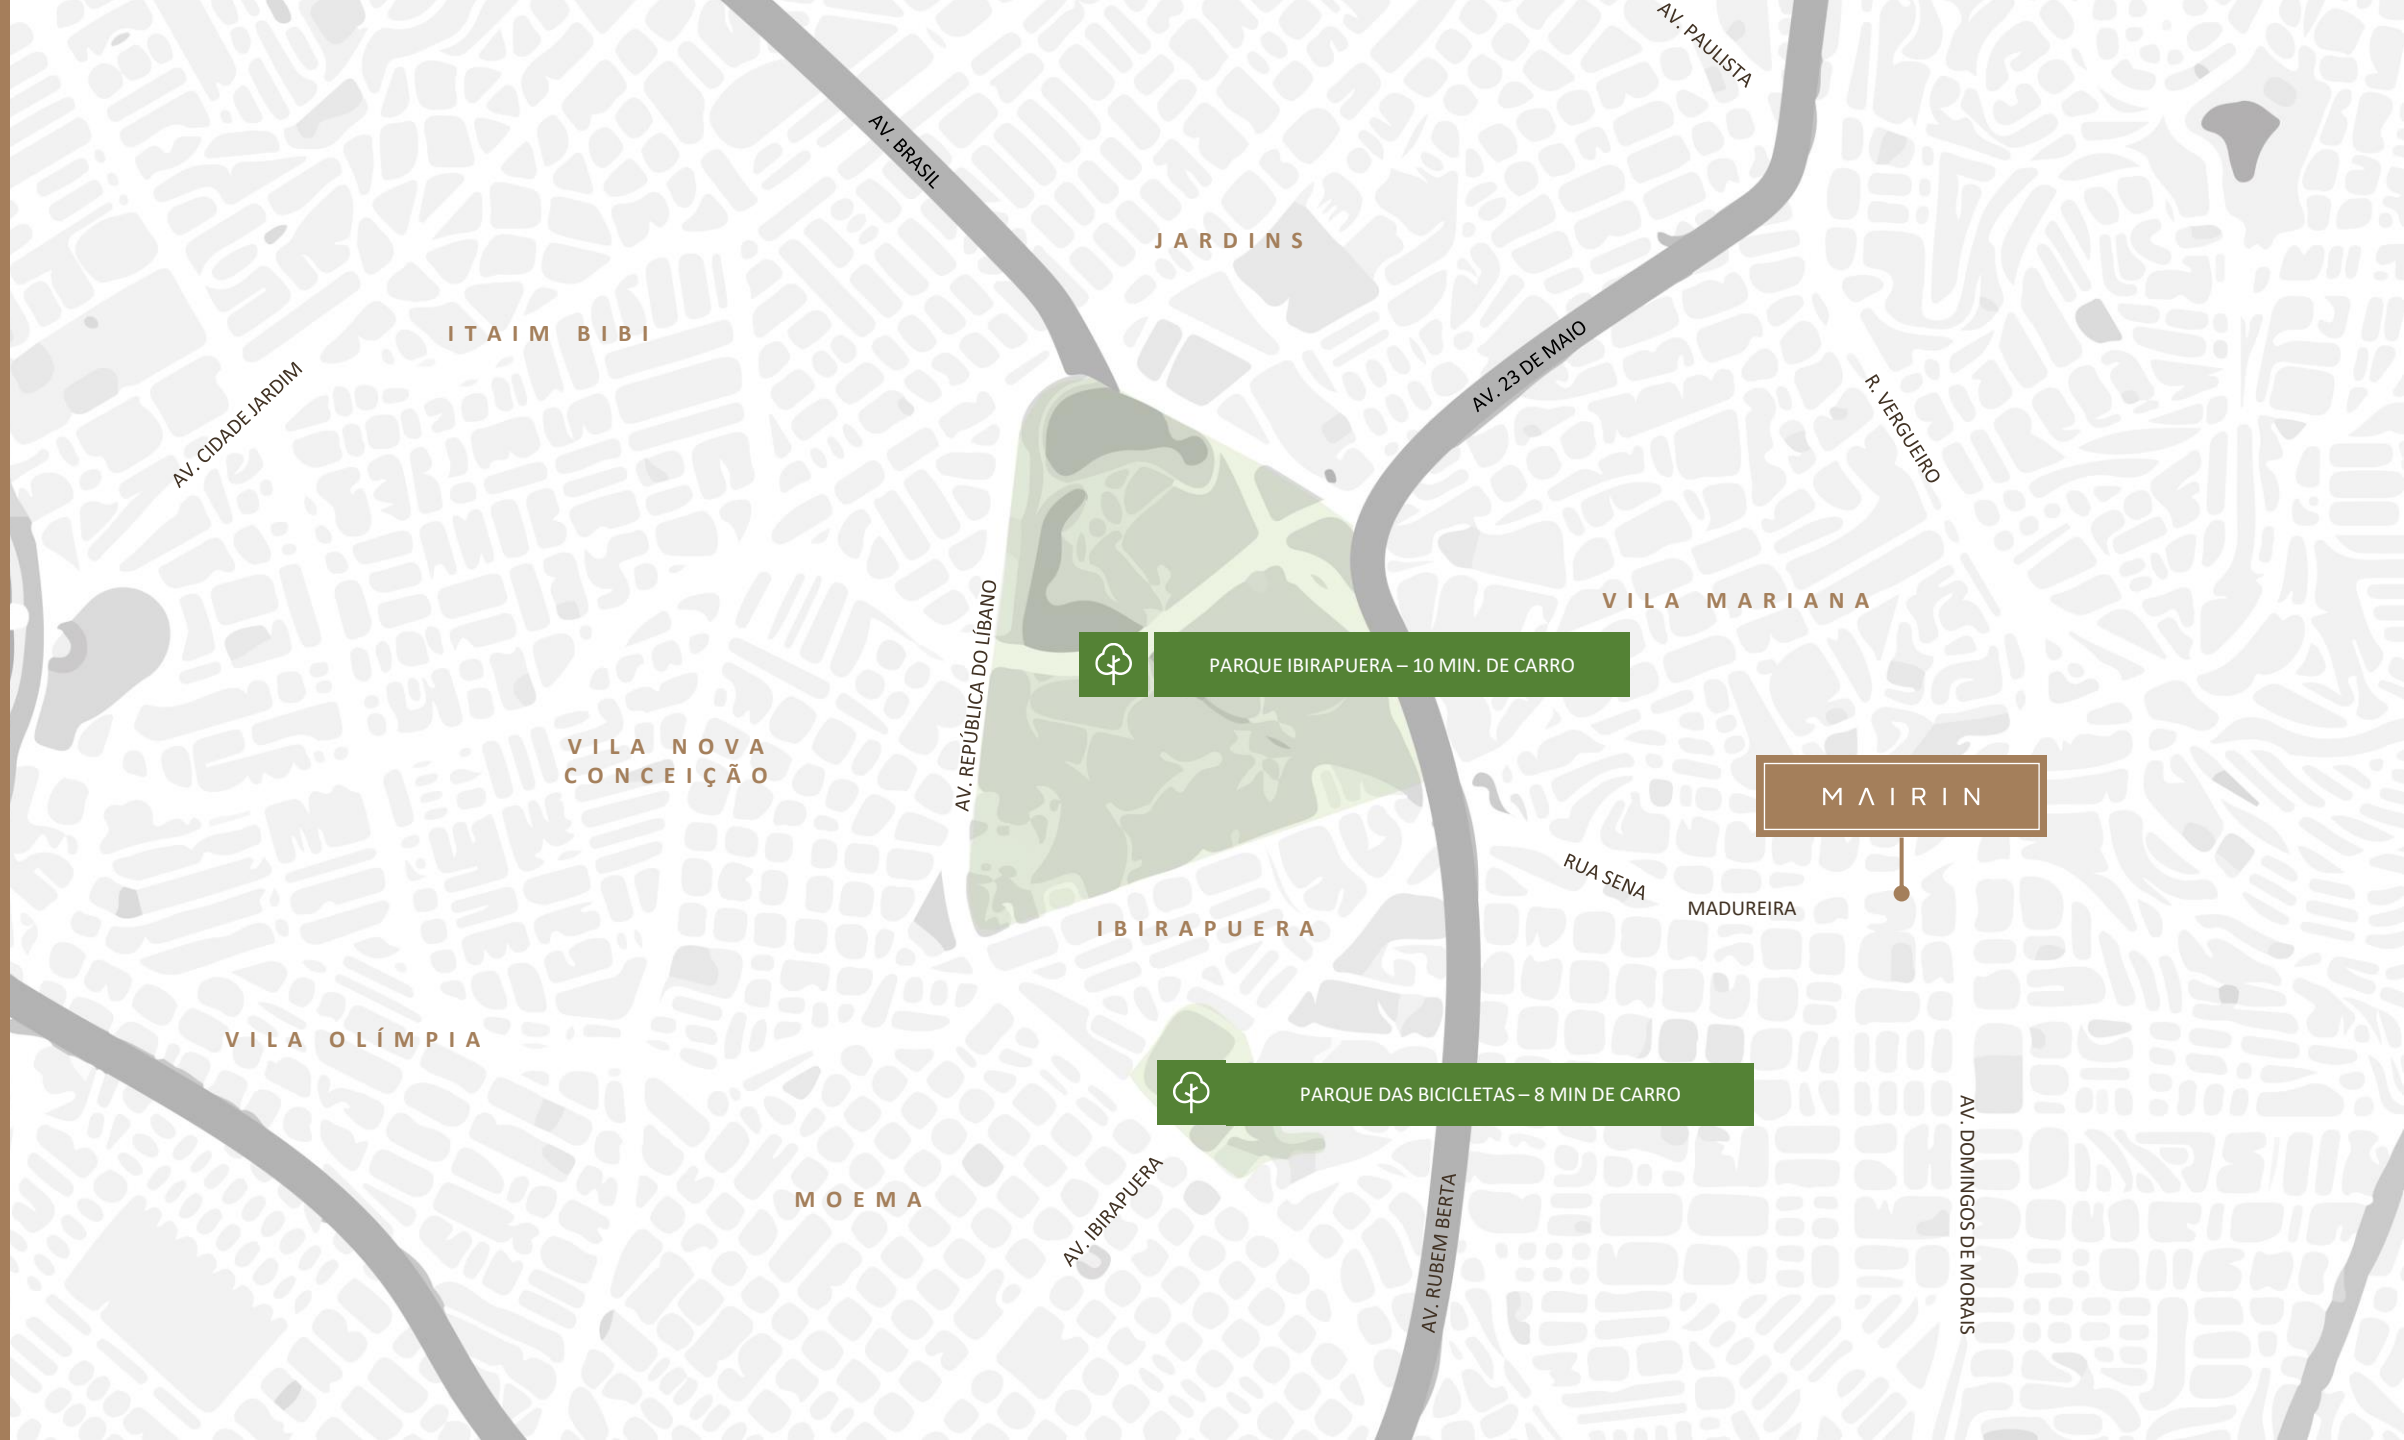 AV. PAULISTA
AV. BRASIL
JARDINS
ITAIM BIBI
AV. CIDADE JARDIM
AV. 23 DE MAIO
R. VERGUEIRO
VILA MARIANA
AV. REPÚBLICA DO LÍBANO
PARQUE IBIRAPUERA – 10 MIN. DE CARRO
VILA NOVA
CONCEIÇÃO
MAIRIN
RUA SENA
MADUREIRA
IBIRAPUERA
VILA OLÍMPIA
PARQUE DAS BICICLETAS – 8 MIN DE CARRO
MOEMA
AV. IBIRAPUERA
AV. RUBEM BERTA
AV. DOMINGOS DE MORAIS